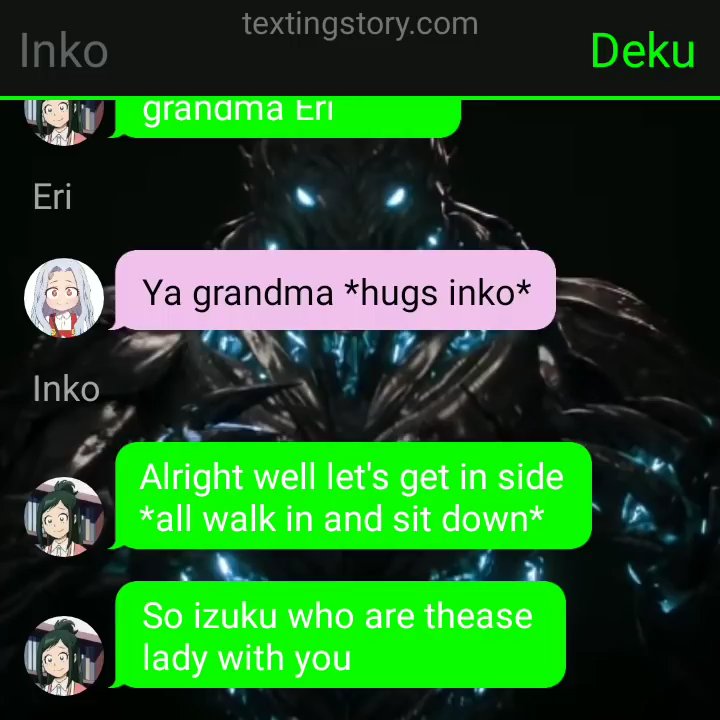 textingstory.com
Inko
Deku
grandma Eri
Eri
Ya grandma *hugs inko*
Inko
Alright well let's get in side
*all walk in and sit down*
So izuku who are thease
lady with you